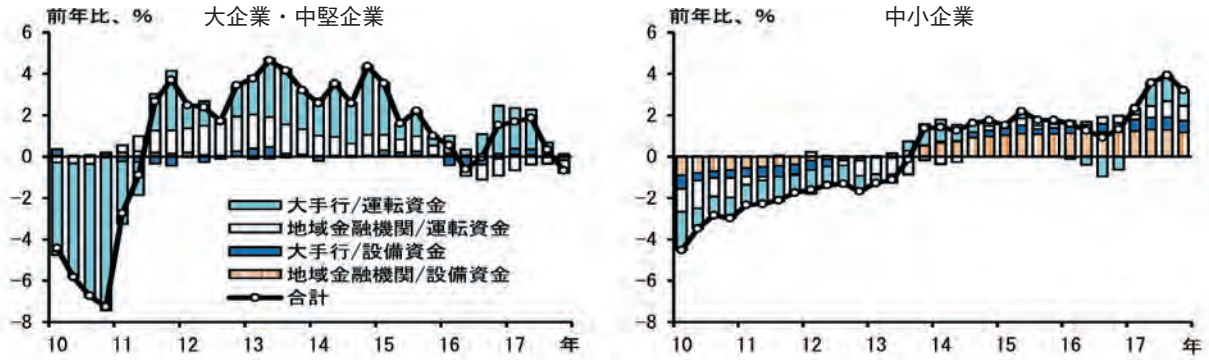 前年比、%
大企業・中堅企業
6
4
2
0
−2
−4
−6
−8
大手行/運転資金
地域金融機関/運転資金
大手行/設備資金
地域金融機関/設備資金
合計
10 11 12 13 14 15 16 17 年
前年比、%
中小企業
6
4
2
0
−2
−4
−6
−8
10 11 12 13 14 15 16 17 年